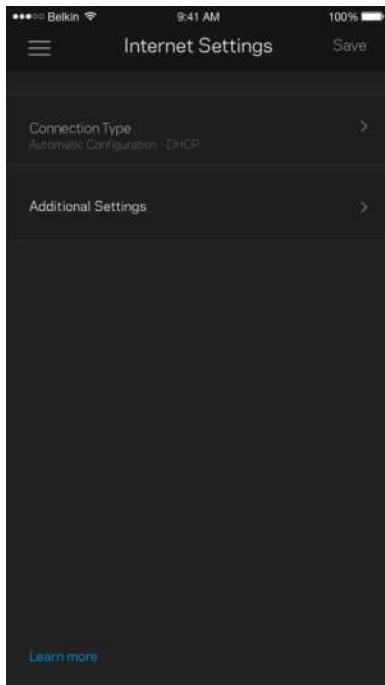 Belkin 9:41 AM 100%
Internet Settings Save
Connection Type
Automatic Configuration - DHCP
Additional Settings
Learn more